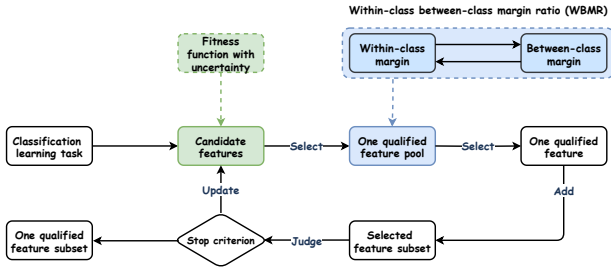 Within-class between-class margin ratio (WBMR)
Fitness
function with
uncertainty
Within-class
margin
Between-class
margin
Classification
learning task
Candidate
features
Select
One qualified
feature pool
Select
One qualified
feature
Update
Add
One qualified
feature subset
Stop criterion
Judge
Selected
feature subset